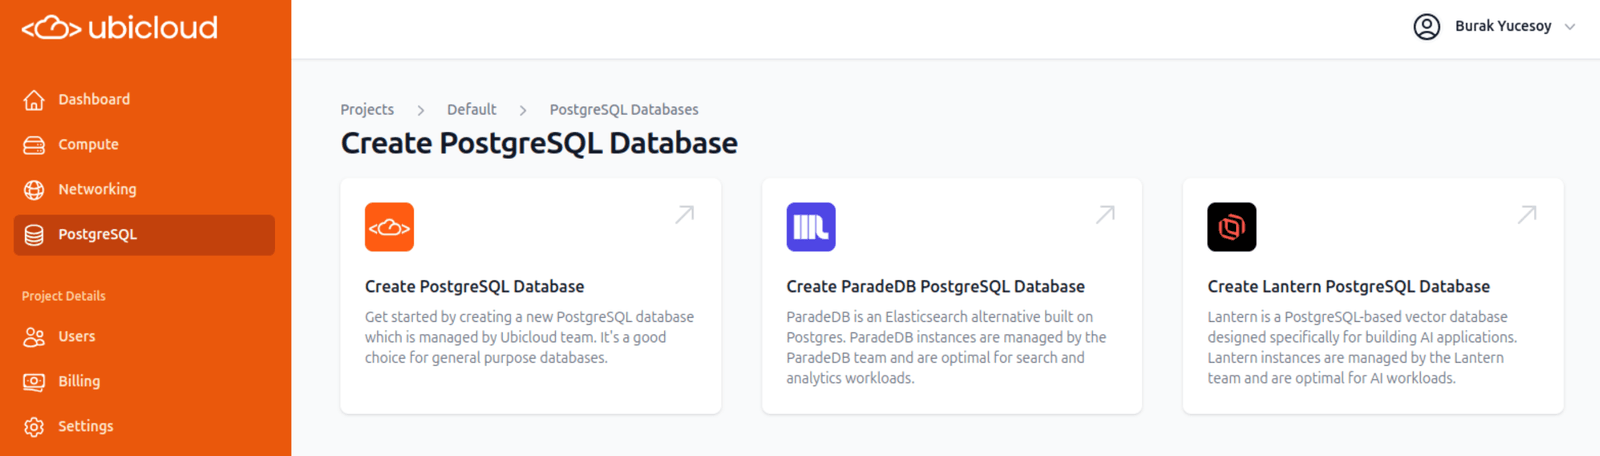 ubicloud
Burak Yucesoy
Dashboard
Compute
Networking
PostgreSQL
Project Details
Users
Billing
Settings
Projects > Default > PostgreSQL Databases
Create PostgreSQL Database
Create PostgreSQL Database
Get started by creating a new PostgreSQL database
which is managed by Ubicloud team. It's a good
choice for general purpose databases.
Create ParadeDB PostgreSQL Database
ParadeDB is an Elasticsearch alternative built on
Postgres. ParadeDB instances are managed by the
ParadeDB team and are optimal for search and
analytics workloads.
Create Lantern PostgreSQL Database
Lantern is a PostgreSQL-based vector database
designed specifically for building AI applications.
Lantern instances are managed by the Lantern
team and are optimal for AI workloads.